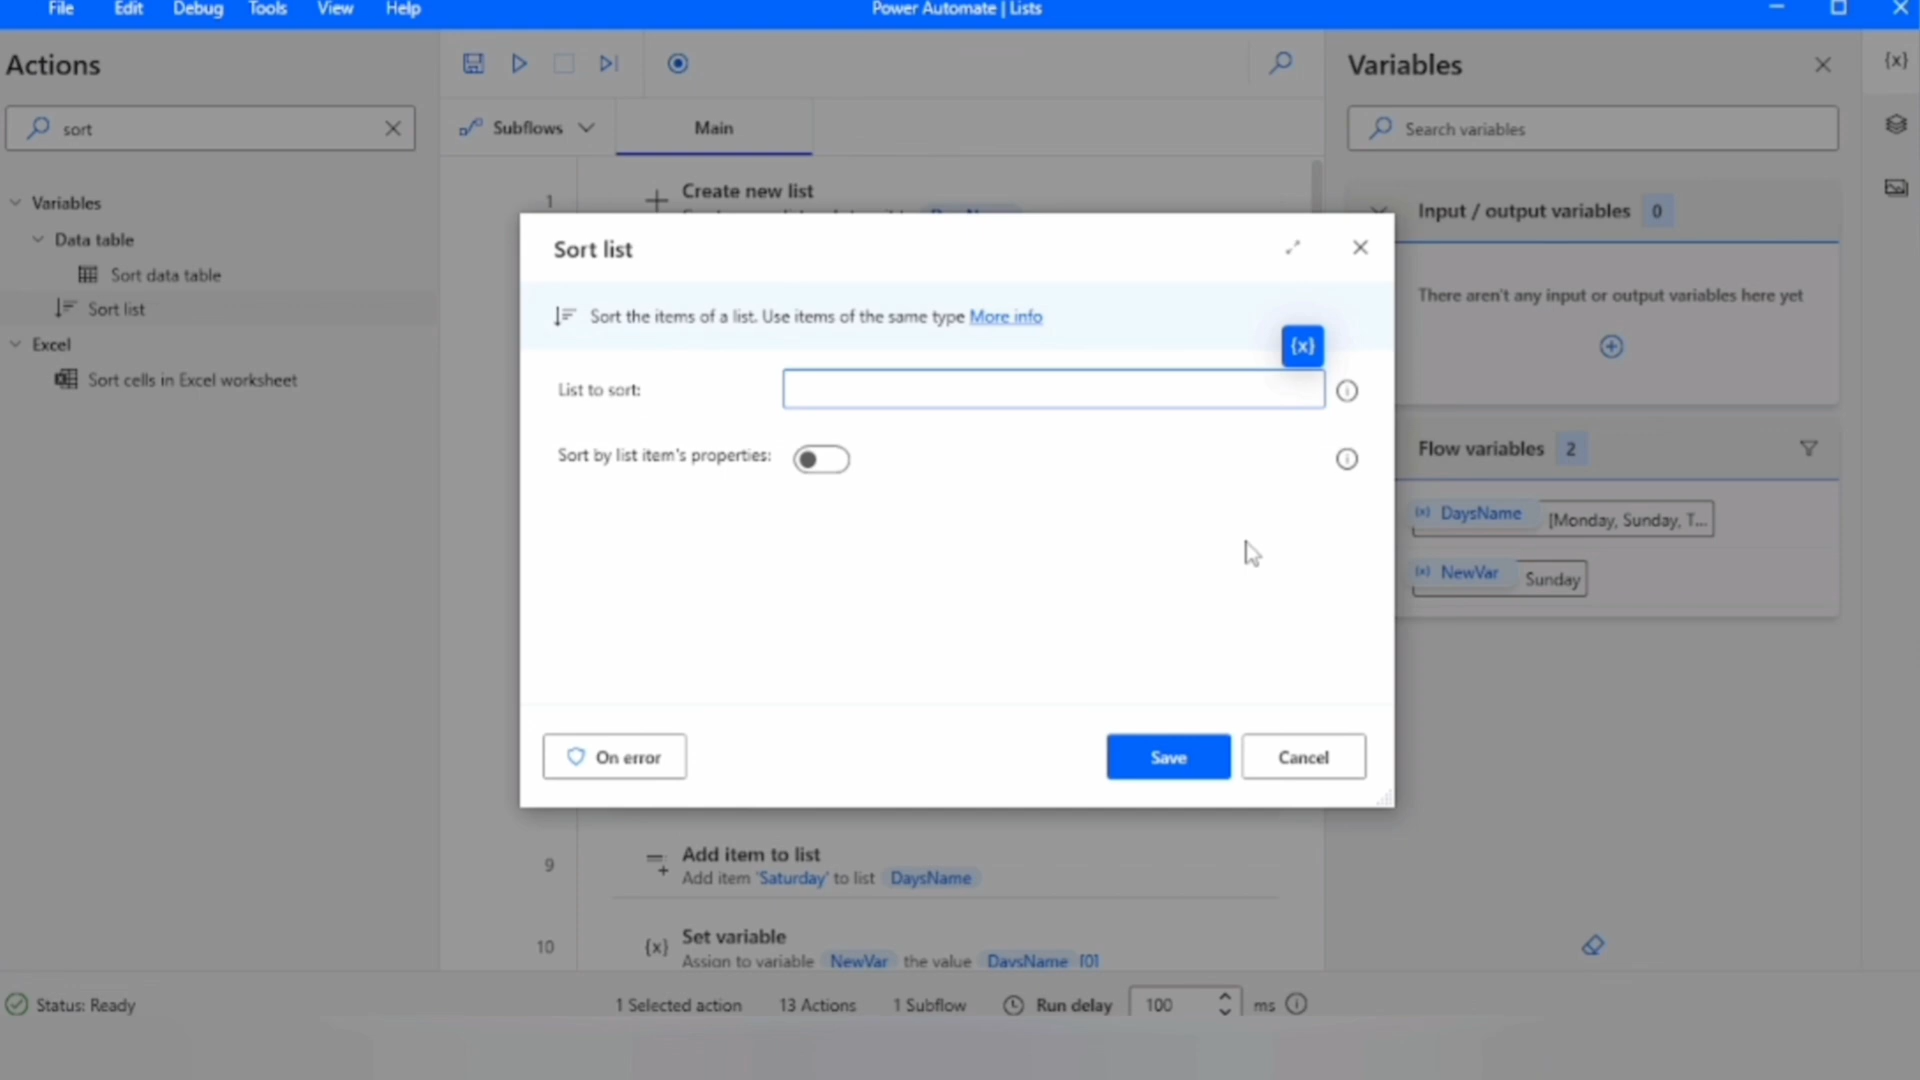 File Edit Debug Tools View Help
Power Automate | Lists
Actions
sort
Variables
Data table
Sort data table
Sort list
Excel
Sort cells in Excel worksheet
Subflows
Main
1
Create new list
Sort list
Sort the items of a list. Use items of the same type More info
{x}
List to sort:
Sort by list item's properties:
On error
Save
Cancel
9
Add item to list
Add item 'Saturday' to list DaysName
10
{x}
Set variable
Assign to variable NewVar the value DaysName [0]
Variables
{x}
Search variables
Input / output variables 0
There aren't any input or output variables here yet
Flow variables 2
(x) DaysName [Monday, Sunday, T...
(x) NewVar Sunday
Status: Ready
1 Selected action
13 Actions
1 Subflow
Run delay 100 ms